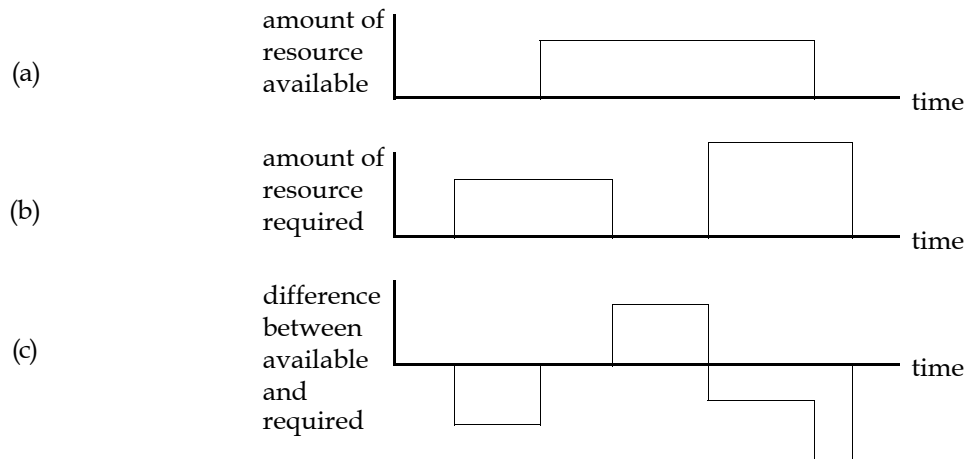 (a)
amount of
resource
available
time
(b)
amount of
resource
required
time
(c)
difference
between
available
and
required
time